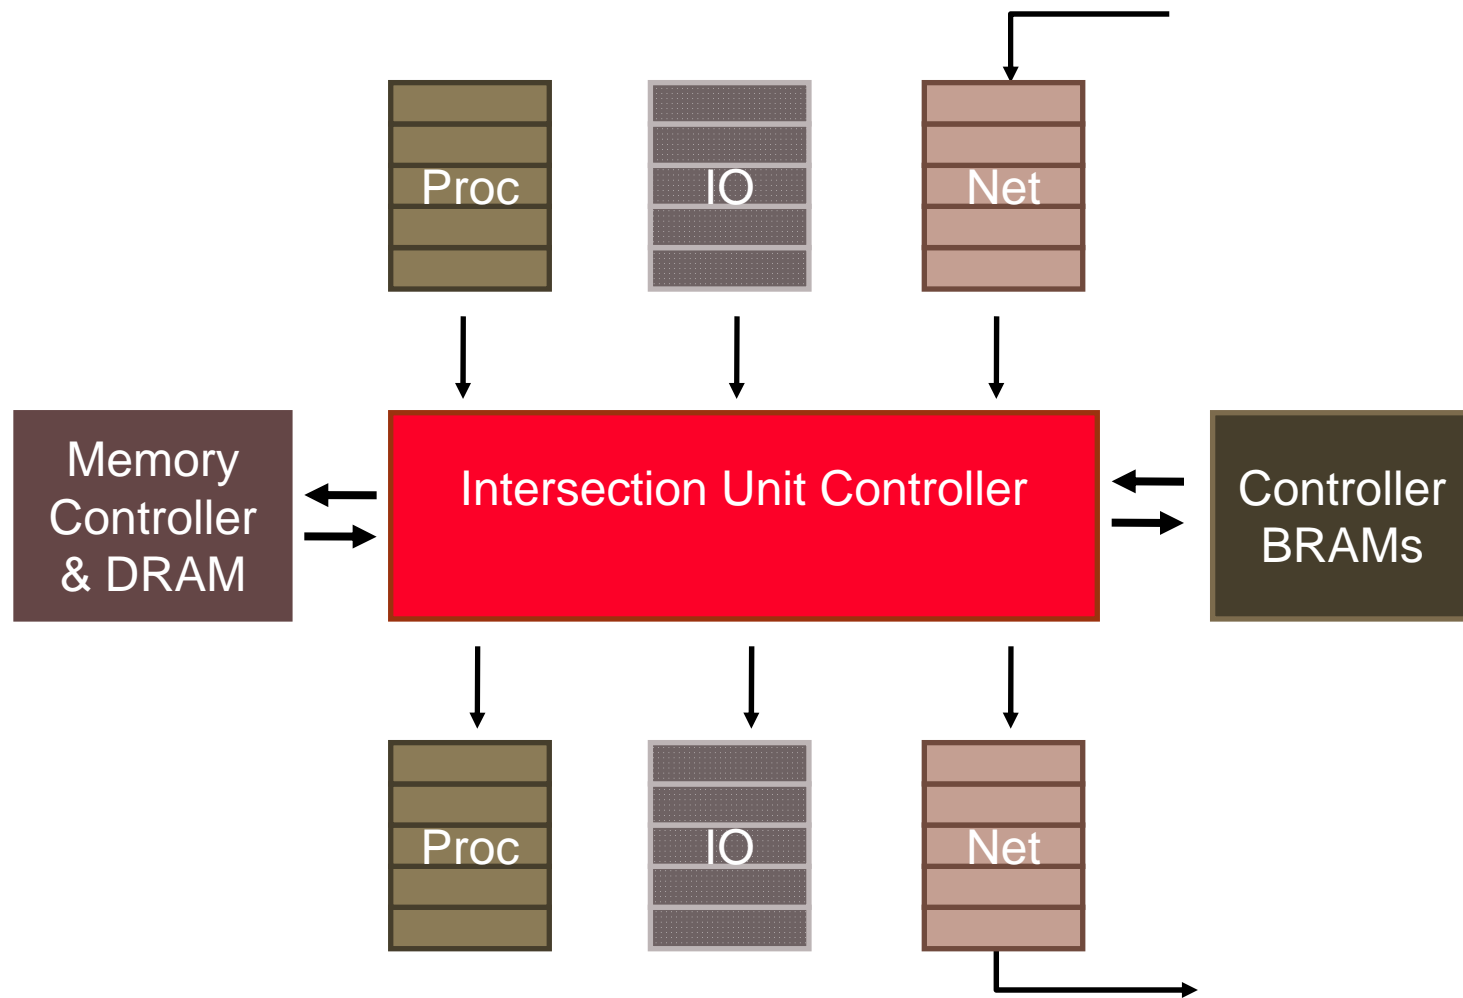 Proc
IO
Net
Memory
Controller
& DRAM
Intersection Unit Controller
Controller
BRAMs
Proc
IO
Net